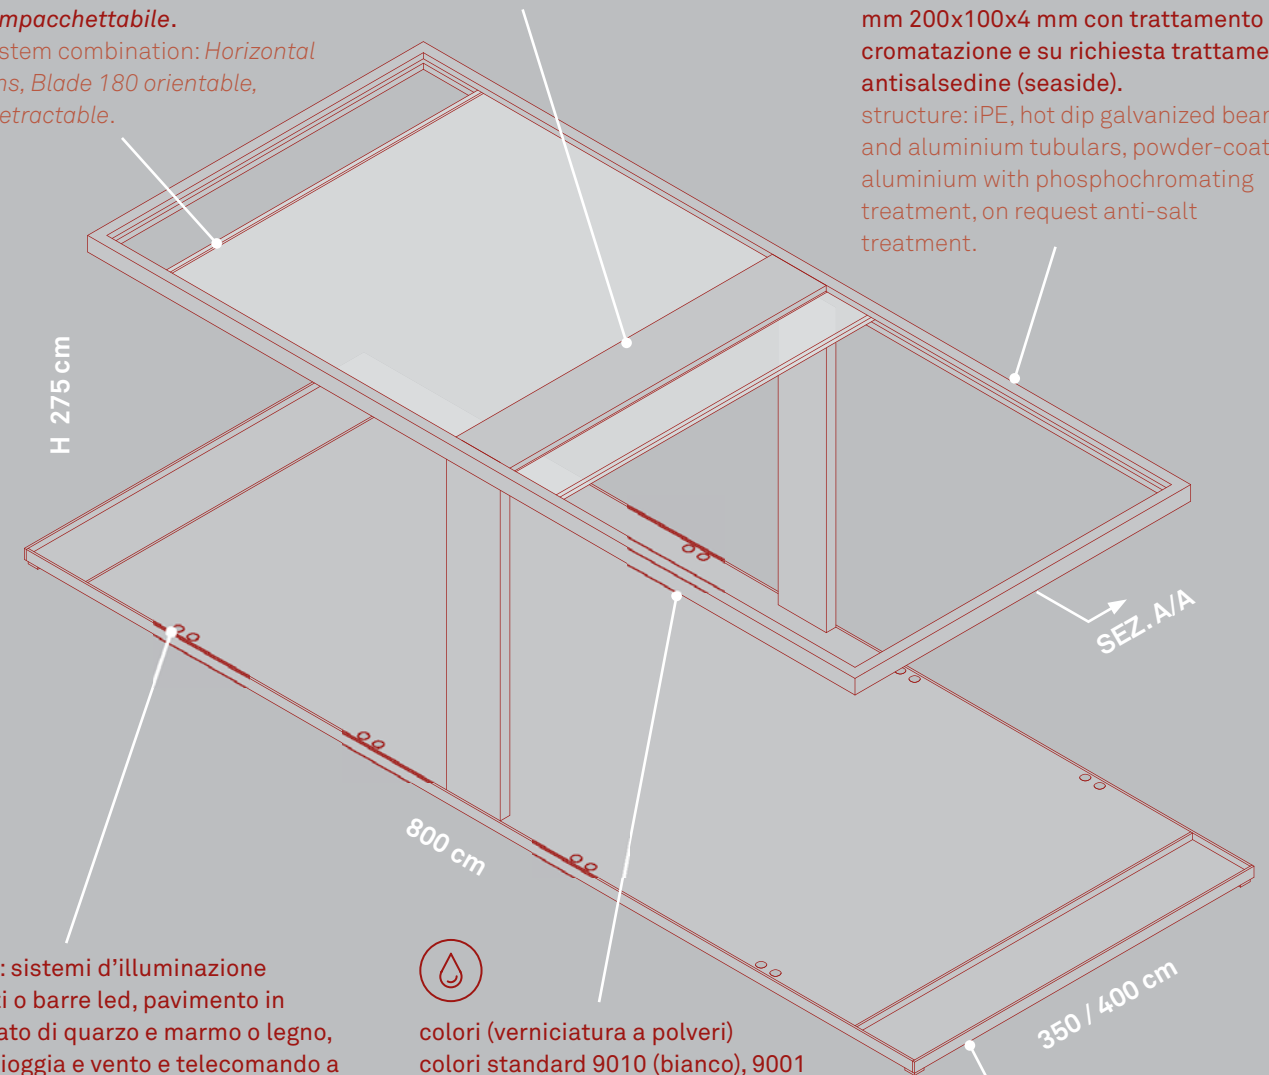 mpacchettabile.
stem combination: Horizontal
ns, Blade 180 orientable,
etractable.
mm 200x100x4 mm con trattamento
cromatazione e su richiesta trattame
antisalsedine (seaside).
structure: iPE, hot dip galvanized bear
and aluminium tubulars, powder-coat
aluminium with phosphochromating
treatment, on request anti-salt
treatment.
H 275 cm
SEZ. A/A
800 cm
350 / 400 cm
: sistemi d'illuminazione
ti o barre led, pavimento in
ato di quarzo e marmo o legno,
ioggia e vento e telecomando a
colori (verniciatura a polveri)
colori standard 9010 (bianco), 9001